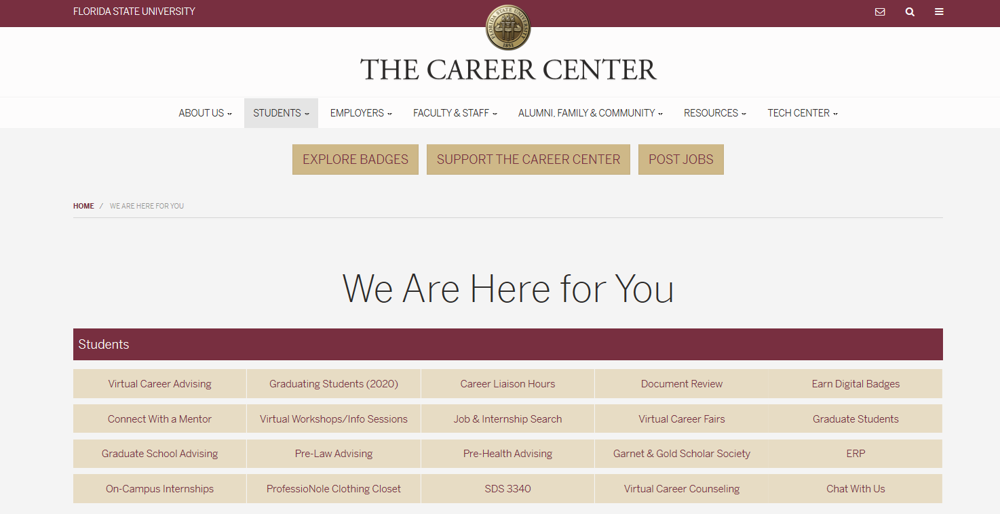 FLORIDA STATE UNIVERSITY
FLORIDA STATE UNIVERSITY
1851
THE CAREER CENTER
ABOUT US STUDENTS EMPLOYERS FACULTY & STAFF ALUMNI, FAMILY & COMMUNITY RESOURCES TECH CENTER
EXPLORE BADGES SUPPORT THE CAREER CENTER POST JOBS
HOME / WE ARE HERE FOR YOU
We Are Here for You
Students
Virtual Career Advising Graduating Students (2020) Career Liaison Hours Document Review Earn Digital Badges
Connect With a Mentor Virtual Workshops/Info Sessions Job & Internship Search Virtual Career Fairs Graduate Students
Graduate School Advising Pre-Law Advising Pre-Health Advising Garnet & Gold Scholar Society ERP
On-Campus Internships ProfessioNole Clothing Closet SDS 3340 Virtual Career Counseling Chat With Us